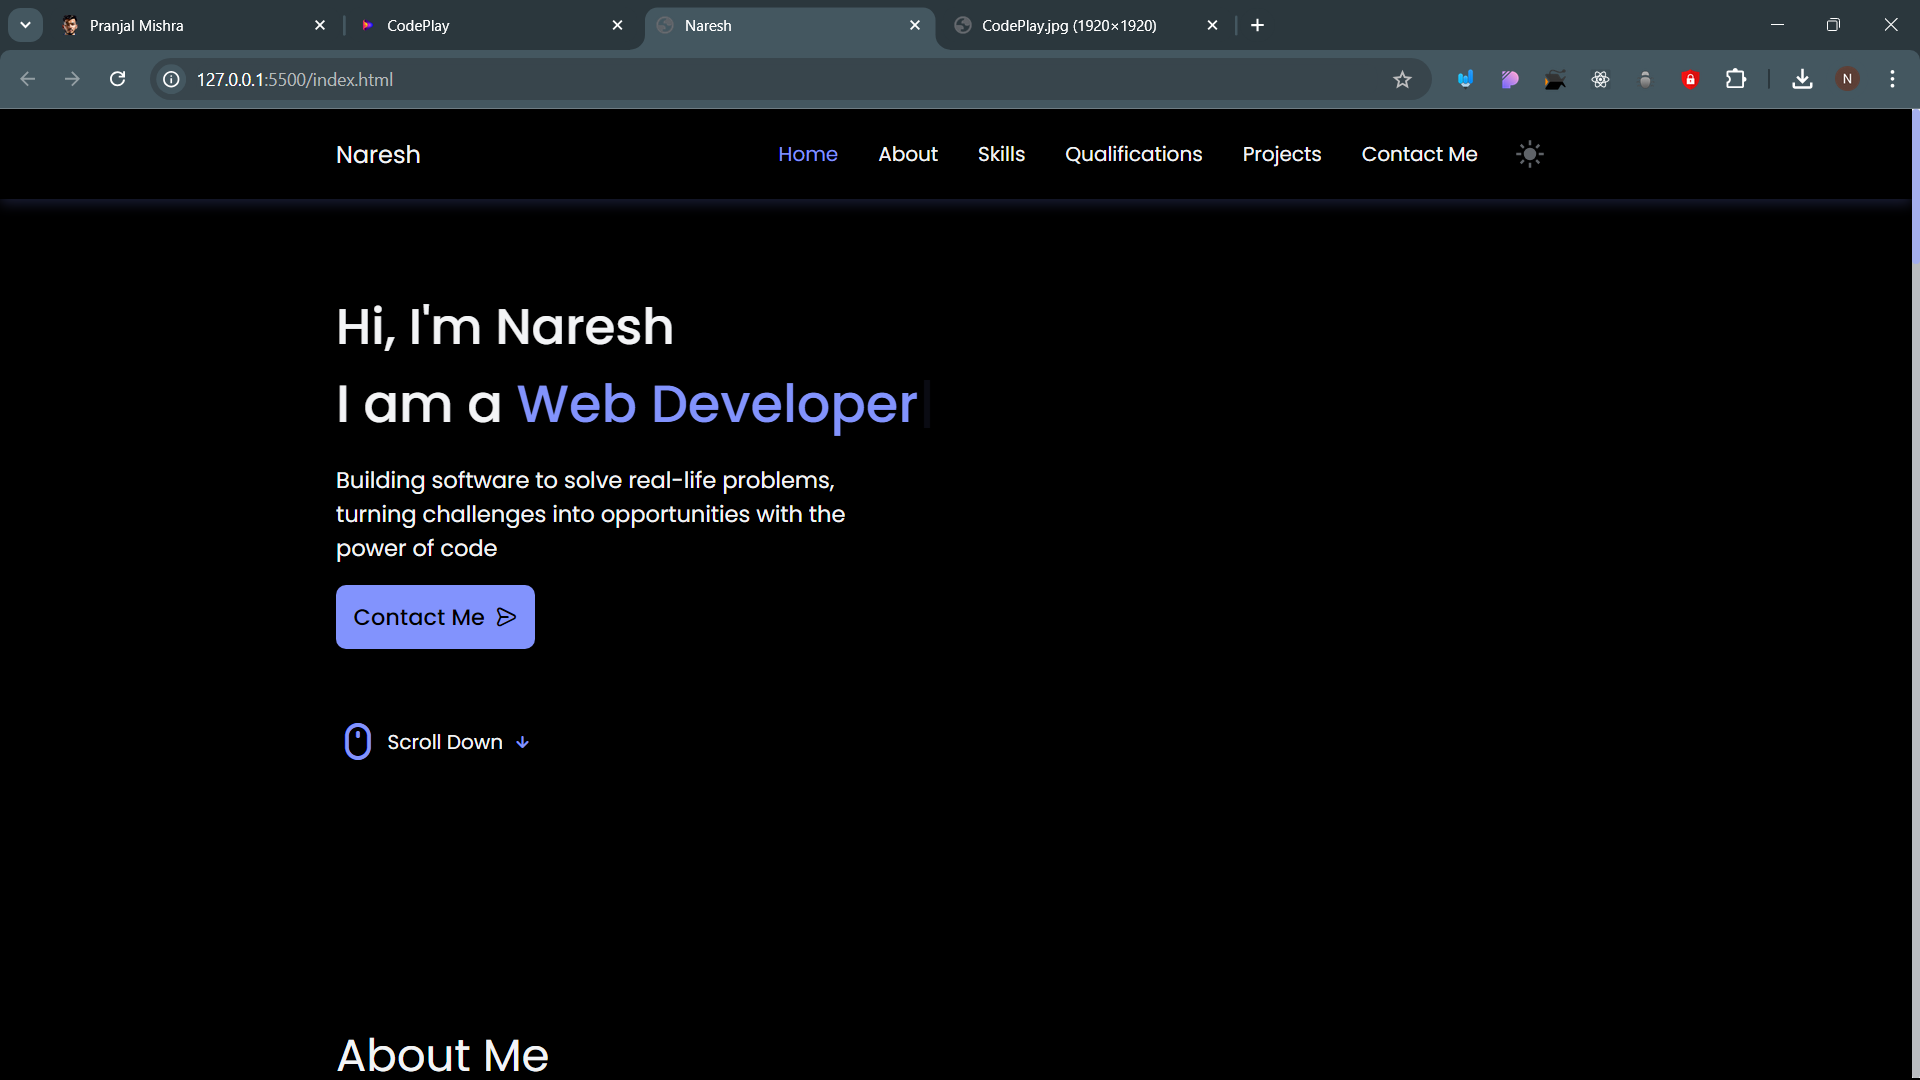 Pranjal Mishra
CodePlay
Naresh
CodePlay.jpg (1920×1920)
127.0.0.1:5500/index.html
N
Naresh
Home
About
Skills
Qualifications
Projects
Contact Me
Hi, I'm Naresh
I am a Web Developer
Building software to solve real-life problems,
turning challenges into opportunities with the
power of code
Contact Me
Scroll Down
About Me